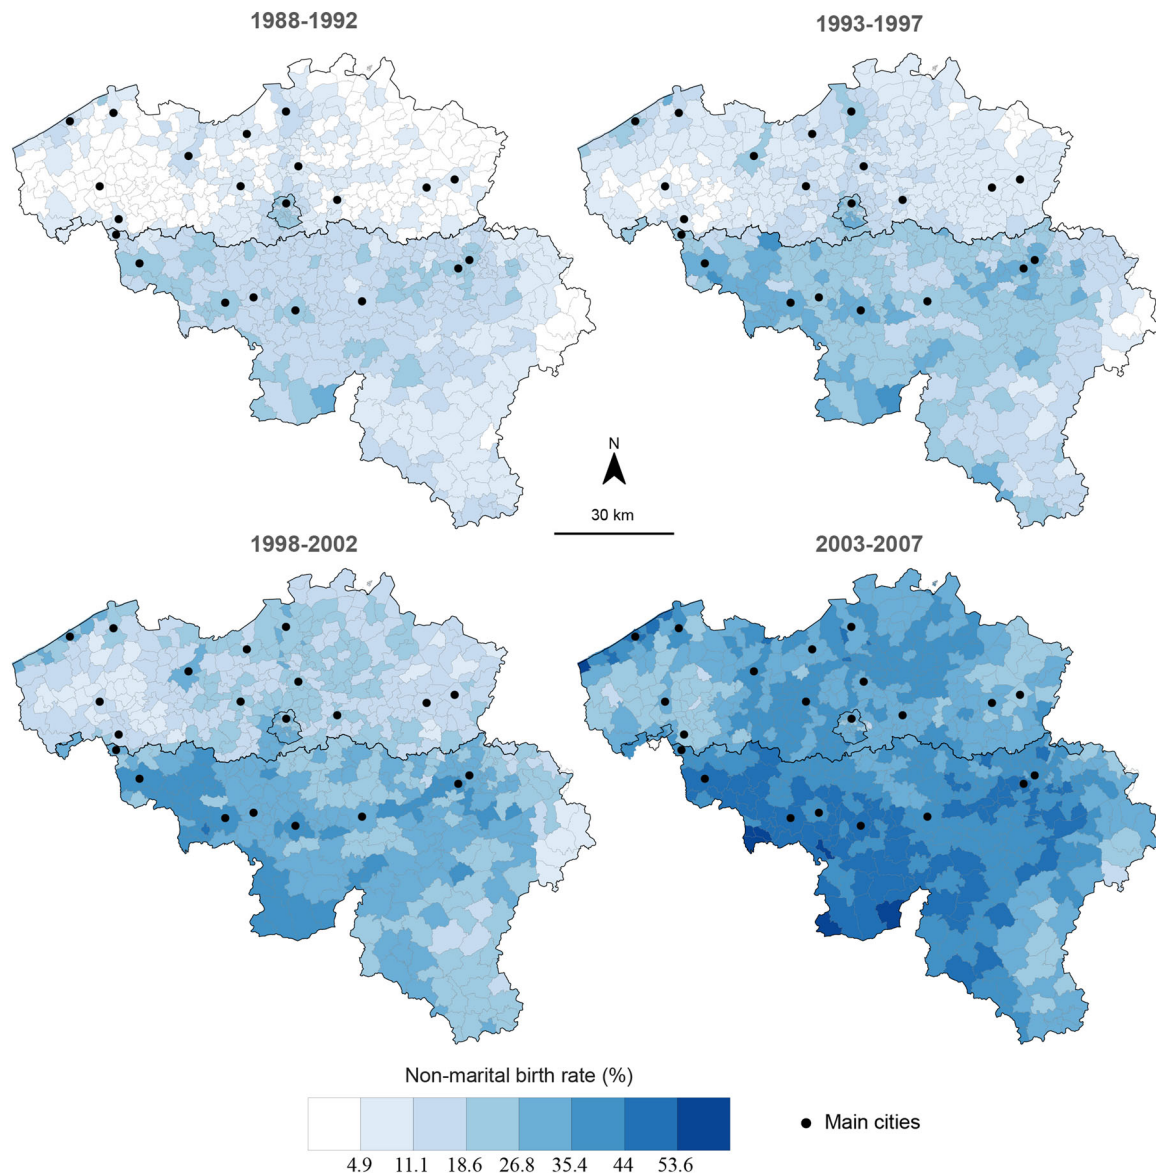 1988-1992
1993-1997
N
30 km
1998-2002
2003-2007
Non-marital birth rate (%)
4.9 11.1 18.6 26.8 35.4 44 53.6
Main cities